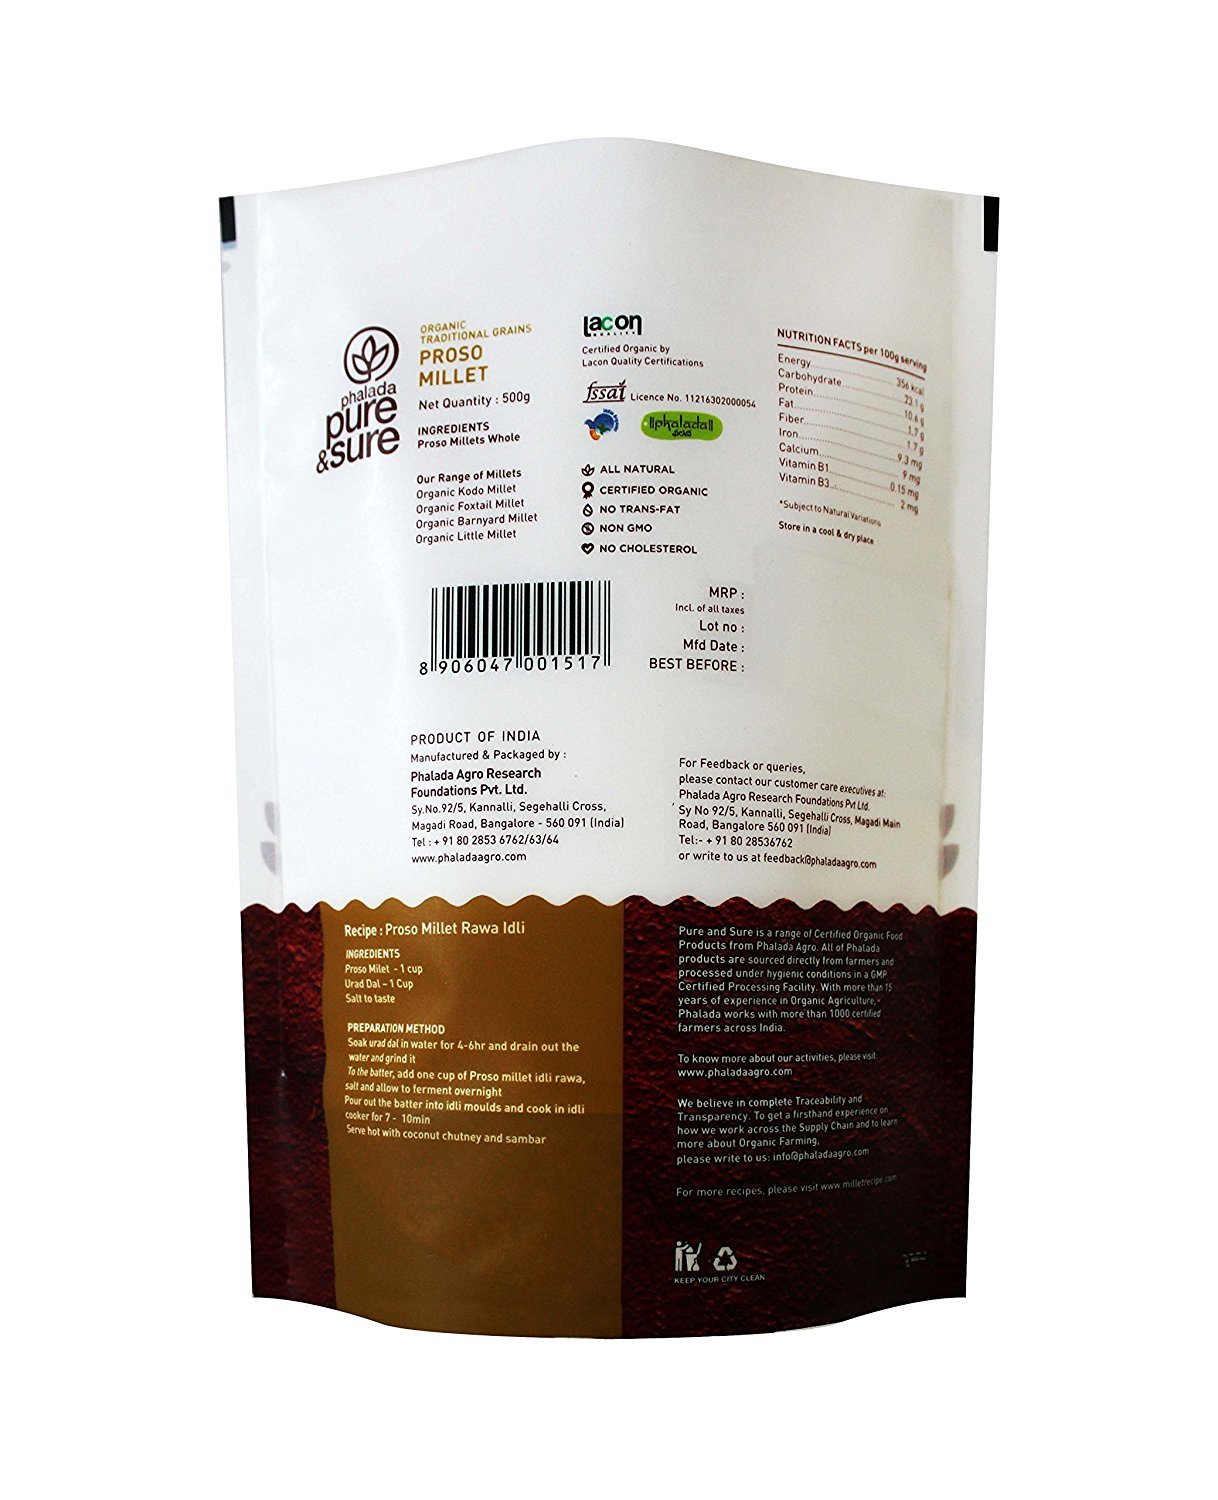 phalada
pure
&sure
ORGANIC
TRADITIONAL GRAINS
PROSO
MILLET
Net Quantity : 500g
INGREDIENTS
Proso Millets Whole
Our Range of Millets
Organic Kodo Millet
Organic Foxtail Millet
Organic Barnyard Millet
Organic Little Millet
lacon
QUALITY
Certified Organic by
Lacon Quality Certifications
fssai Licence No. 11216302000054
phalada
ALL NATURAL
CERTIFIED ORGANIC
NO TRANS-FAT
NON GMO
NO CHOLESTEROL
NUTRITION FACTS per 100g serving
Energy 356 kcal
Carbohydrate 73.1 g
Protein 10.6 g
Fat 1.7 g
Fiber 1.7 g
Iron 9.3 mg
Calcium 9 mg
Vitamin B1 0.15 mg
Vitamin B3 2 mg
*Subject to Natural Variations
Store in a cool & dry place
8 906047 001517
MRP :
Incl. of all taxes
Lot no :
Mfd Date :
BEST BEFORE :
PRODUCT OF INDIA
Manufactured & Packaged by :
Phalada Agro Research
Foundations Pvt. Ltd.
Sy.No.92/5, Kannalli, Segehalli Cross,
Magadi Road, Bangalore - 560 091 (India)
Tel : + 91 80 2853 6762/63/64
www.phaladaagro.com
For Feedback or queries,
please contact our customer care executives at:
Phalada Agro Research Foundations Pvt Ltd.
Sy No 92/5, Kannalli, Segehalli Cross, Magadi Main
Road, Bangalore 560 091 (India)
Tel:- + 91 80 28536762
or write to us at feedback@phaladaagro.com
Recipe : Proso Millet Rawa Idli
INGREDIENTS
Proso Milet - 1 cup
Urad Dal – 1 Cup
Salt to taste
PREPARATION METHOD
Soak urad dal in water for 4-6hr and drain out the
water and grind it
To the batter, add one cup of Proso millet idli rawa,
salt and allow to ferment overnight
Pour out the batter into idli moulds and cook in idli
cooker for 7 - 10min
Serve hot with coconut chutney and sambar
Pure and Sure is a range of Certified Organic Food
Products from Phalada Agro. All of Phalada
products are sourced directly from farmers and
processed under hygienic conditions in a GMP
Certified Processing Facility. With more than 15
years of experience in Organic Agriculture,
Phalada works with more than 1000 certified
farmers across India.
To know more about our activities, please visit:
www.phaladaagro.com
We believe in complete Traceability and
Transparency. To get a firsthand experience on
how we work across the Supply Chain and to learn
more about Organic Farming,
please write to us: info@phaladaagro.com
For more recipes, please visit www.milletrecipe.com
KEEP YOUR CITY CLEAN